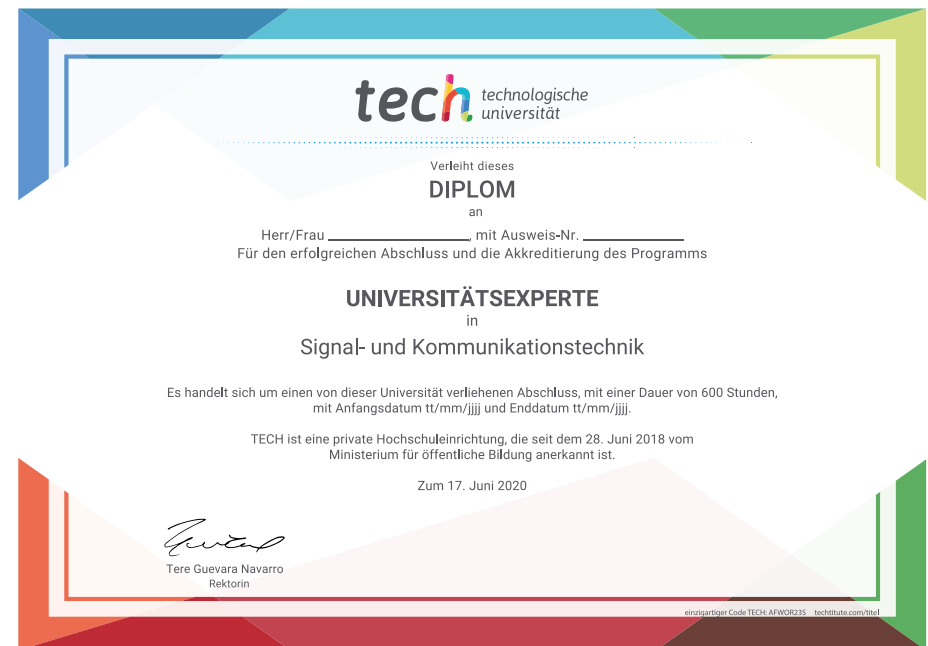 tech technologische
universität
Verleiht dieses
DIPLOM
an
Herr/Frau ____________, mit Ausweis-Nr. ____________
Für den erfolgreichen Abschluss und die Akkreditierung des Programms
UNIVERSITÄTSEXPERTE
in
Signal- und Kommunikationstechnik
Es handelt sich um einen von dieser Universität verliehenen Abschluss, mit einer Dauer von 600 Stunden,
mit Anfangsdatum tt/mm/jjjj und Enddatum tt/mm/jjjj.
TECH ist eine private Hochschuleinrichtung, die seit dem 28. Juni 2018 vom
Ministerium für öffentliche Bildung anerkannt ist.
Zum 17. Juni 2020
Tere Guevara Navarro
Rektorin
einzigartiger Code TECH: AFWOR23S techtitute.com/titel